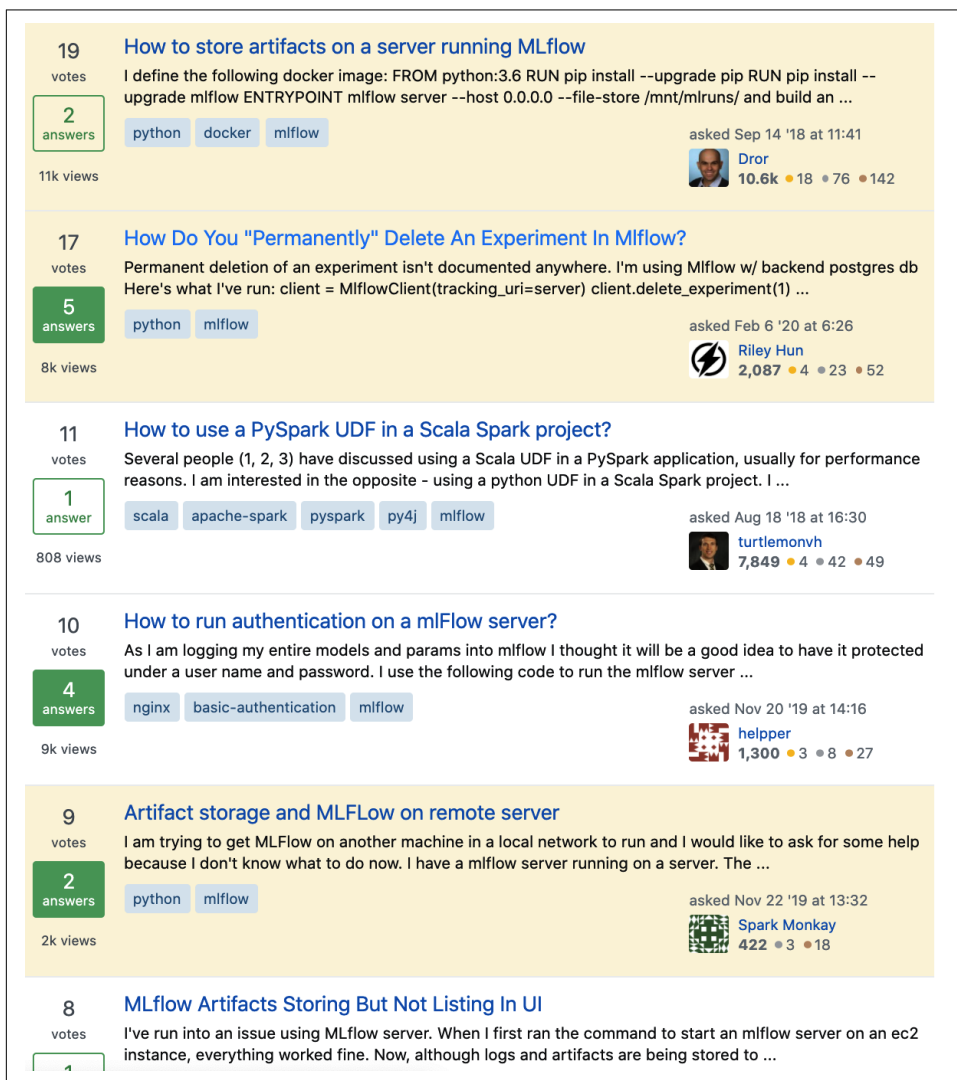 19
votes
2
answers
11k views
How to store artifacts on a server running MLflow
I define the following docker image: FROM python:3.6 RUN pip install --upgrade pip RUN pip install --
upgrade mlflow ENTRYPOINT mlflow server --host 0.0.0.0 --file-store /mnt/mlruns/ and build an ...
python docker mlflow
asked Sep 14 '18 at 11:41
Dror
10.6k 18 76 142
17
votes
5
answers
8k views
How Do You "Permanently" Delete An Experiment In Mlflow?
Permanent deletion of an experiment isn't documented anywhere. I'm using Mlflow w/ backend postgres db
Here's what I've run: client = MlflowClient(tracking_uri=server) client.delete_experiment(1) ...
python mlflow
asked Feb 6 '20 at 6:26
Riley Hun
2,087 4 23 52
11
votes
1
answer
808 views
How to use a PySpark UDF in a Scala Spark project?
Several people (1, 2, 3) have discussed using a Scala UDF in a PySpark application, usually for performance
reasons. I am interested in the opposite - using a python UDF in a Scala Spark project. I ...
scala apache-spark pyspark py4j mlflow
asked Aug 18 '18 at 16:30
turtlemonvh
7,849 4 42 49
10
votes
4
answers
9k views
How to run authentication on a mlFlow server?
As I am logging my entire models and params into mlflow I thought it will be a good idea to have it protected
under a user name and password. I use the following code to run the mlflow server ...
nginx basic-authentication mlflow
asked Nov 20 '19 at 14:16
helpper
1,300 3 8 27
9
votes
2
answers
2k views
Artifact storage and MLFLow on remote server
I am trying to get MLFlow on another machine in a local network to run and I would like to ask for some help
because I don't know what to do now. I have a mlflow server running on a server. The ...
python mlflow
asked Nov 22 '19 at 13:32
Spark Monkay
422 3 18
8
votes
MLflow Artifacts Storing But Not Listing In UI
I've run into an issue using MLflow server. When I first ran the command to start an mlflow server on an ec2
instance, everything worked fine. Now, although logs and artifacts are being stored to ...